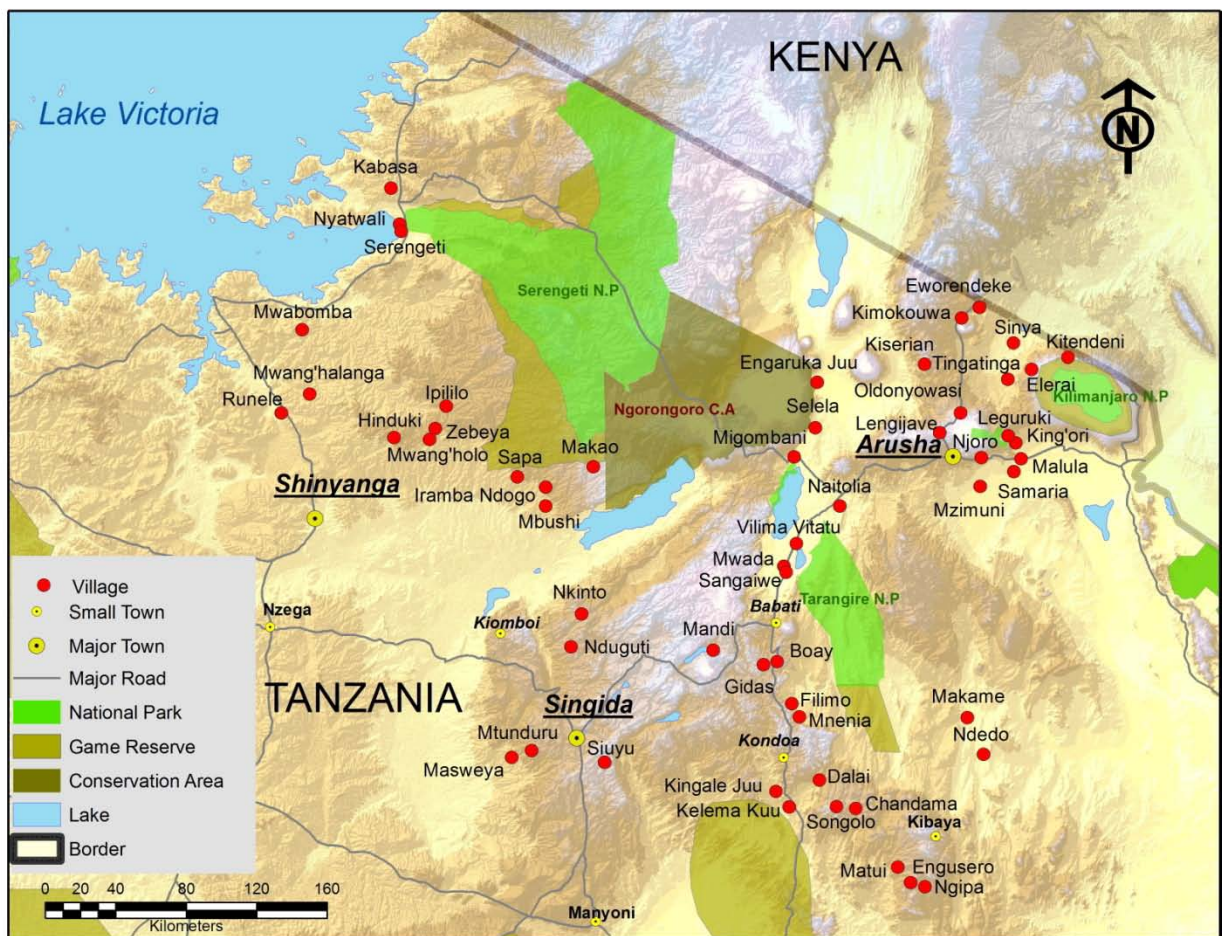 KENYA
Lake Victoria
N
Kabasa
Nyatwali
Serengeti
Serengeti N.P
Mwabomba
Eworendeke
Kimokouwa
Sinya
Kiserian
Tingatinga
Kitendeni
Engaruka Juu
Oldonyowasi
Elerai
Kilimanjaro N.P
Mwang'halanga
Ipililo
Runele
Hinduki
Zebeya
Mwang'holo
Ngorongoro C.A
Selela
Lengijave
Leguruki
Migombani
Arusha
Njoro
King'ori
Makao
Sapa
Malula
Shinyanga
Iramba Ndogo
Naitolia
Samaria
Mbushi
Mzimuni
Vilima Vitatu
Mwada
Sangaiwe
Tarangire N.P
Nkinto
Babati
Nzega
Kiomboi
Nduguti
Mandi
Boay
Gidas
TANZANIA
Singida
Filimo
Mnenia
Makame
Ndedo
Mtunduru
Siuyu
Kondoa
Masweya
Dalai
Kingale Juu
Kelema Kuu
Songolo
Chandama
Kibaya
Matui
Engusero
Ngipa
Manyoni
Village
Small Town
Major Town
Major Road
National Park
Game Reserve
Conservation Area
Lake
Border
0 20 40 80 120 160
Kilometers